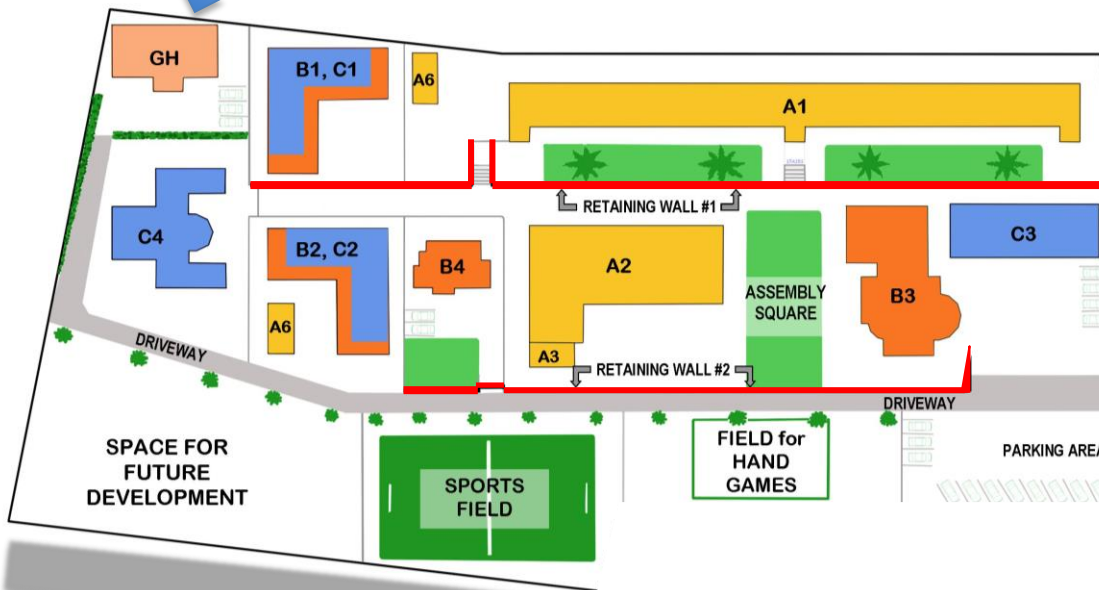 GH
B1, C1
A6
A1
STAIRS
RETAINING WALL #1
C4
B2, C2
B4
A2
ASSEMBLY
SQUARE
B3
C3
A6
A3
DRIVEWAY
RETAINING WALL #2
DRIVEWAY
SPACE FOR
FUTURE
DEVELOPMENT
SPORTS
FIELD
FIELD for
HAND
GAMES
PARKING AREA